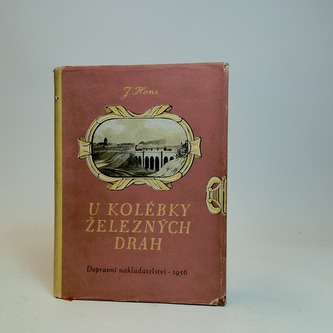 J. Hons
U KOLÉBKY
ŽELEZNÝCH
DRAH
Dopravní nakladatelství - 1956